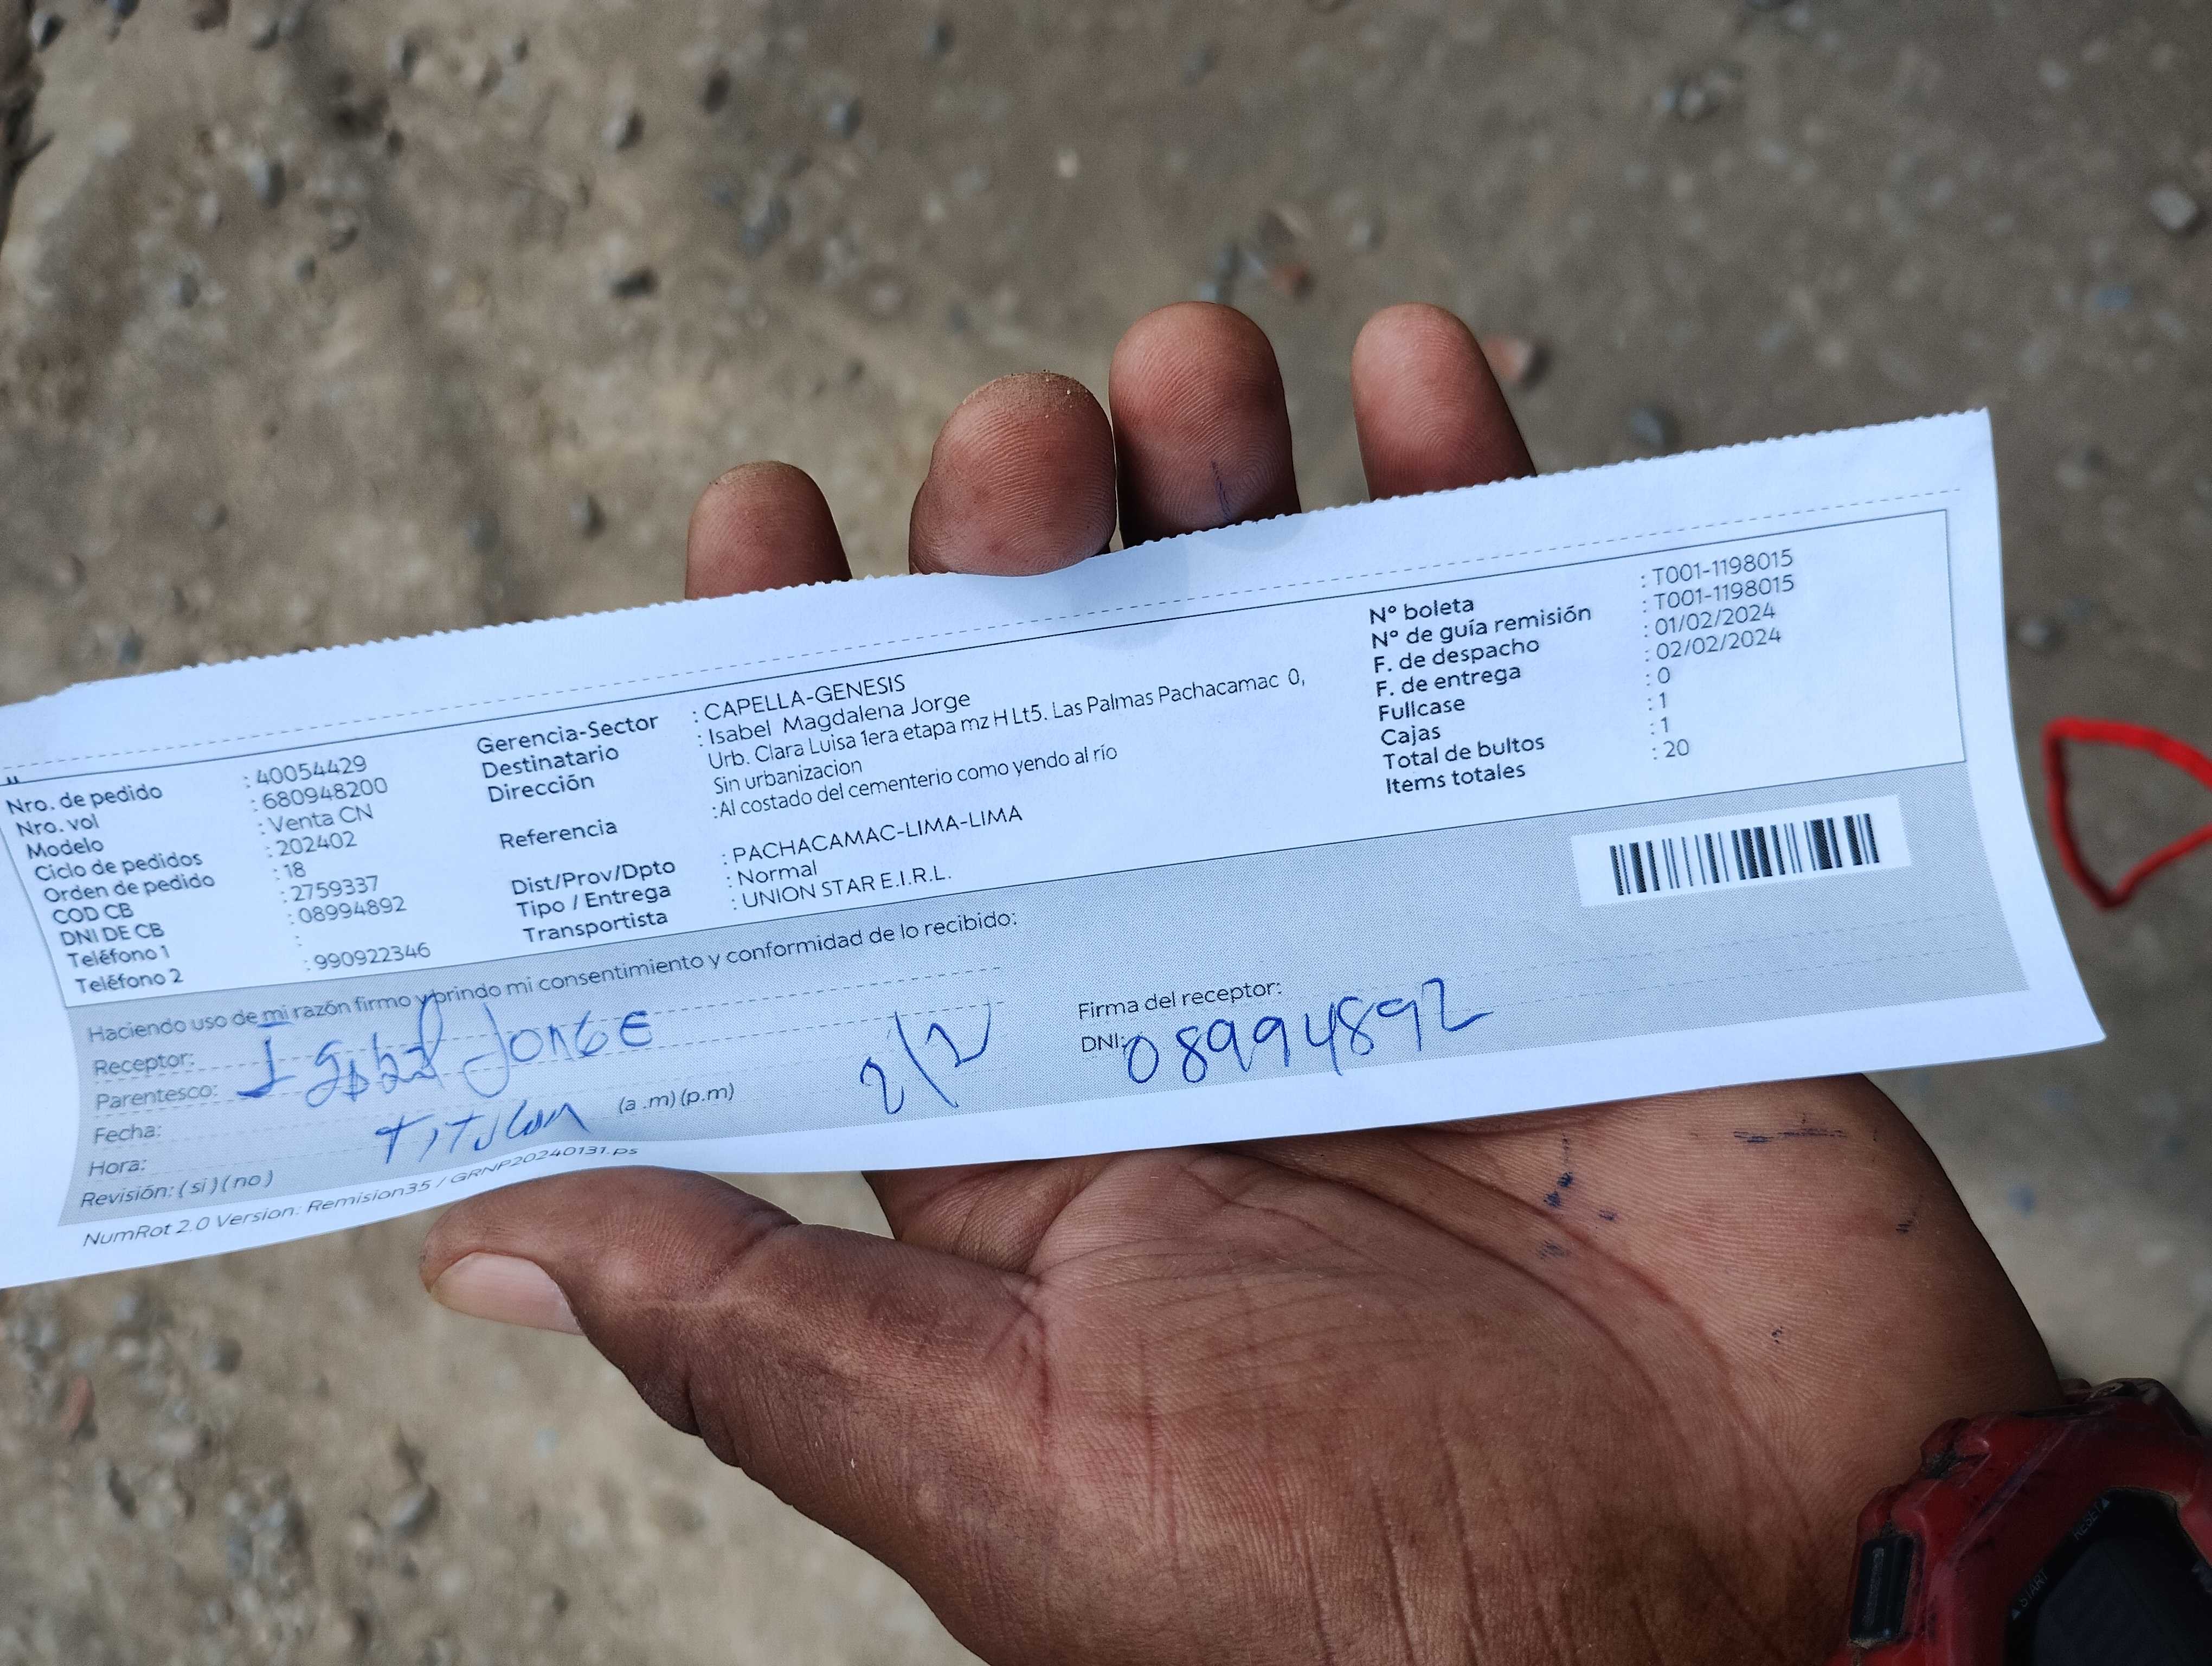 Nro. de pedido : 40054429
Nro. vol : 680948200
Modelo : Venta CN
Ciclo de pedidos : 202402
Orden de pedido : 18
COD CB : 2759337
DNI DE CB : 08994892
Teléfono 1 :
Teléfono 2 : 990922346
Gerencia-Sector : CAPELLA-GENESIS
Destinatario : Isabel Magdalena Jorge
Dirección Urb. Clara Luisa 1era etapa mz H Lt5. Las Palmas Pachacamac 0,
Sin urbanizacion
Referencia :Al costado del cementerio como yendo al río
Dist/Prov/Dpto : PACHACAMAC-LIMA-LIMA
Tipo / Entrega : Normal
Transportista : UNION STAR E.I.R.L.
N° boleta : T001-1198015
N° de guía remisión : T001-1198015
F. de despacho : 01/02/2024
F. de entrega : 02/02/2024
Fullcase : 0
Cajas : 1
Total de bultos : 1
Items totales : 20
Haciendo uso de mi razón firmo y brindo mi consentimiento y conformidad de lo recibido:
Receptor: Isabel Jorge
Parentesco: TITULAR
Fecha: 2/2
Hora: (a .m) (p.m)
Revisión: ( si ) ( no )
Firma del receptor:
DNI: 08994892
NumRot 2.0 Version: Remision35 / GRNP20240131.ps
RESET
START